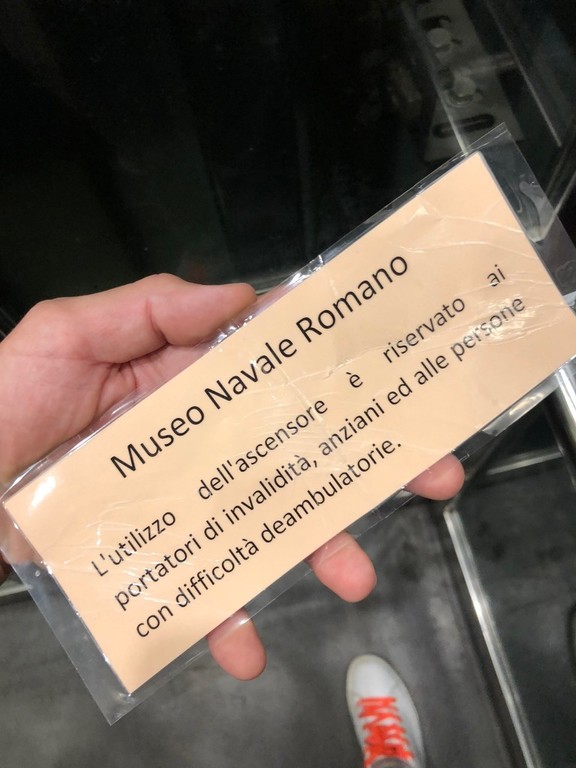 Museo Navale Romano
L'utilizzo dell'ascensore è riservato ai
portatori di invalidità, anziani ed alle persone
con difficoltà deambulatorie.